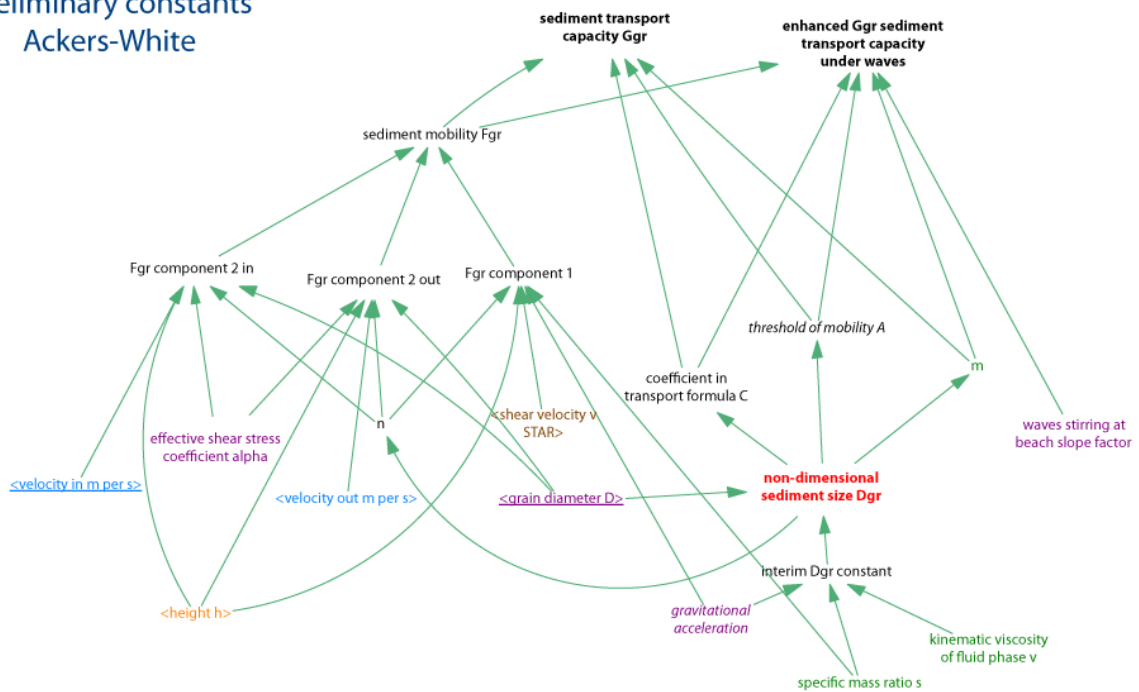 eliminary constants
Ackers-White
sediment transport
capacity Ggr
enhanced Ggr sediment
transport capacity
under waves
sediment mobility Fgr
Fgr component 2 in
Fgr component 2 out
Fgr component 1
threshold of mobility A
m
coefficient in
transport formula C
effective shear stress
coefficient alpha
n
<shear velocity v
STAR>
waves stirring at
beach slope factor
<velocity in m per s>
<velocity out m per s>
<grain diameter D>
non-dimensional
sediment size Dgr
interim Dgr constant
<height h>
gravitational
acceleration
kinematic viscosity
of fluid phase v
specific mass ratio s